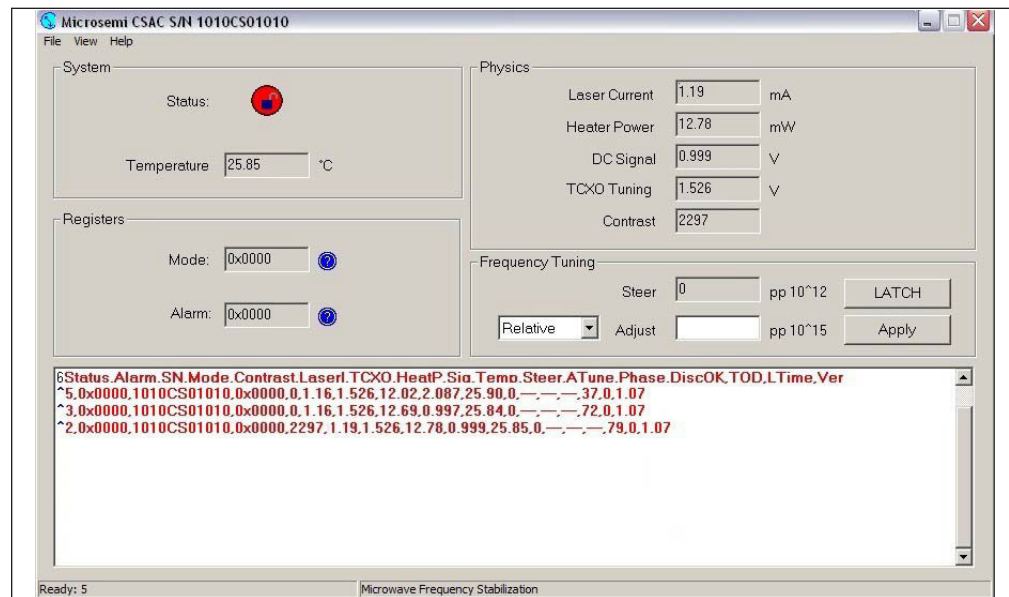 Microsemi CSAC S/N 1010CS01010
File View Help
System
Status:
Temperature 25.85 °C
Registers
Mode: 0x0000
Alarm: 0x0000
Physics
Laser Current 1.19 mA
Heater Power 12.78 mW
DC Signal 0.999 V
TCXO Tuning 1.526 V
Contrast 2297
Frequency Tuning
Steer 0 pp 10^12 LATCH
Relative Adjust pp 10^15 Apply
6Status.Alarm.SN.Mode.Contrast.LaserI.TCXO.HeatP.Sig.Temp.Steer.ATune.Phase.DiscOK,TOD,LTime,Ver
^5,0x0000,1010CS01010,0x0000,0,1.16,1.526,12.02,2.087,25.90,0,—,—,—,37,0,1.07
^3,0x0000,1010CS01010,0x0000,0,1.16,1.526,12.69,0.997,25.84,0,—,—,—,72,0,1.07
^2,0x0000,1010CS01010,0x0000,2297,1.19,1.526,12.78,0.999,25.85,0,—,—,—,79,0,1.07
Ready: 5
Microwave Frequency Stabilization